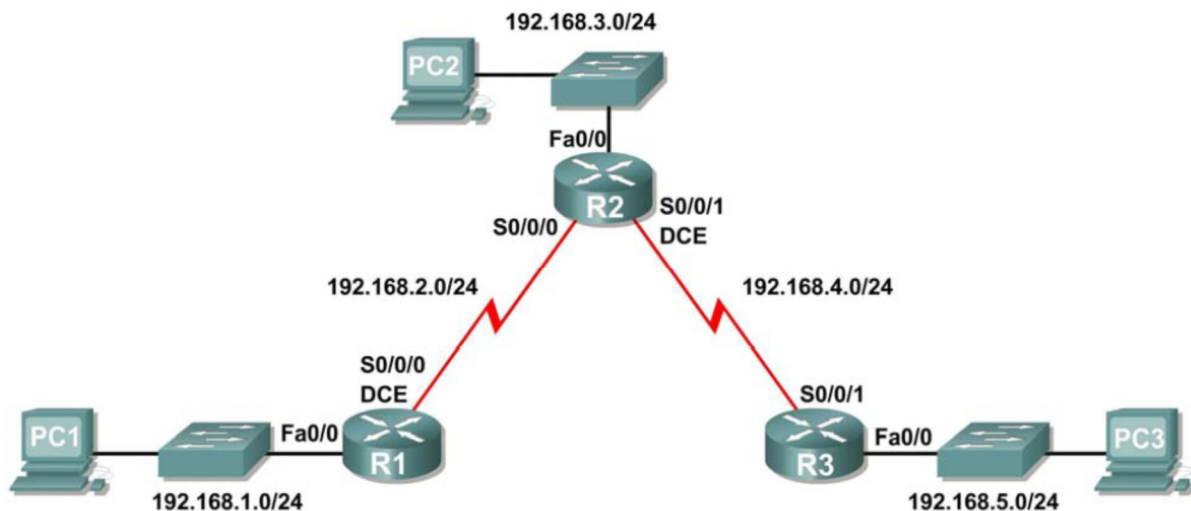 192.168.3.0/24
PC2
Fa0/0
R2
S0/0/0
S0/0/1
DCE
192.168.2.0/24
192.168.4.0/24
S0/0/0
DCE
S0/0/1
PC1
Fa0/0
R1
R3
Fa0/0
PC3
192.168.1.0/24
192.168.5.0/24